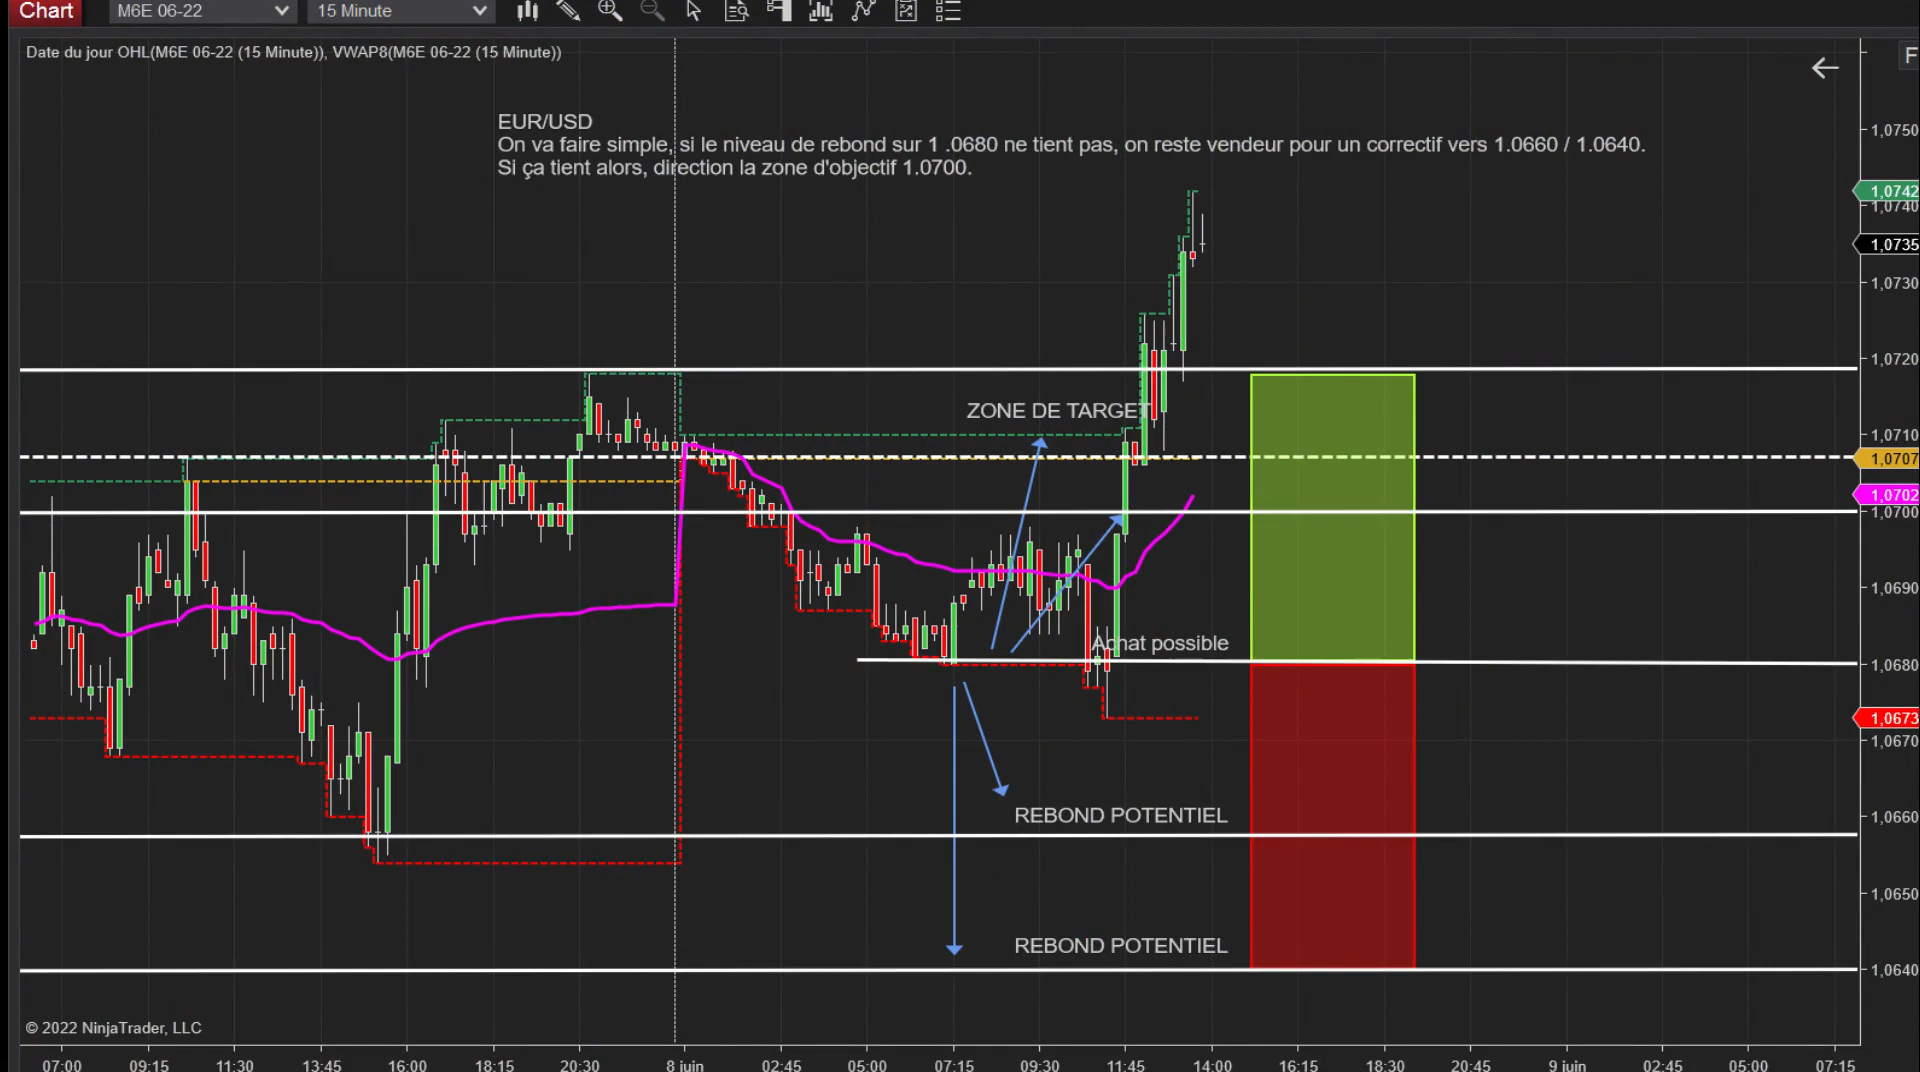 Chart M6E 06-22 15 Minute
Date du jour OHL(M6E 06-22 (15 Minute)), VWAP8(M6E 06-22 (15 Minute))
F
EUR/USD
On va faire simple, si le niveau de rebond sur 1 .0680 ne tient pas, on reste vendeur pour un correctif vers 1.0660 / 1.0640.
Si ça tient alors, direction la zone d'objectif 1.0700.
1,0750
1,0742
1,0740
1,0735
1,0730
1,0720
ZONE DE TARGET
1,0710
1,0707
1,0702
1,0700
1,0690
Achat possible
1,0680
1,0673
1,0670
REBOND POTENTIEL
1,0660
1,0650
REBOND POTENTIEL
1,0640
© 2022 NinjaTrader, LLC
07:00 09:15 11:30 13:45 16:00 18:15 20:30 8 juin 02:45 05:00 07:15 09:30 11:45 14:00 16:15 18:30 20:45 9 juin 02:45 05:00 07:15